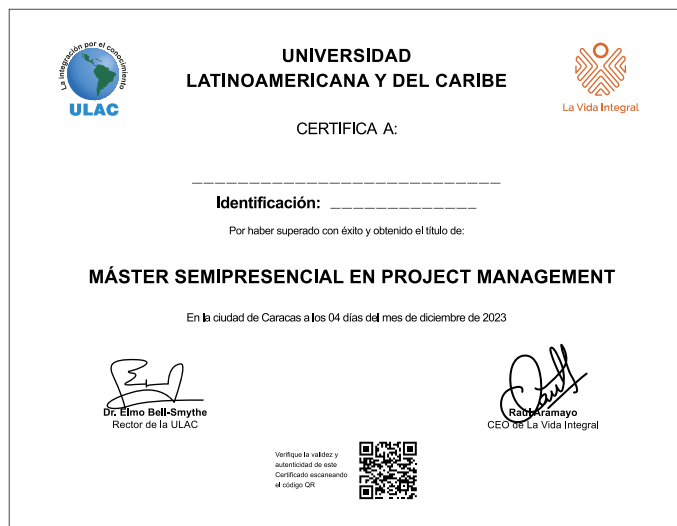 La integración por el conocimiento
ULAC
UNIVERSIDAD
LATINOAMERICANA Y DEL CARIBE
La Vida Integral
CERTIFICA A:
____________________________
Identificación: _____________
Por haber superado con éxito y obtenido el título de:
MÁSTER SEMIPRESENCIAL EN PROJECT MANAGEMENT
En la ciudad de Caracas a los 04 días del mes de diciembre de 2023
Dr. Elmo Bell-Smythe
Rector de la ULAC
Raúl Aramayo
CEO de La Vida Integral
Verifique la validez y
autenticidad de este
Certificado escaneando
el código QR